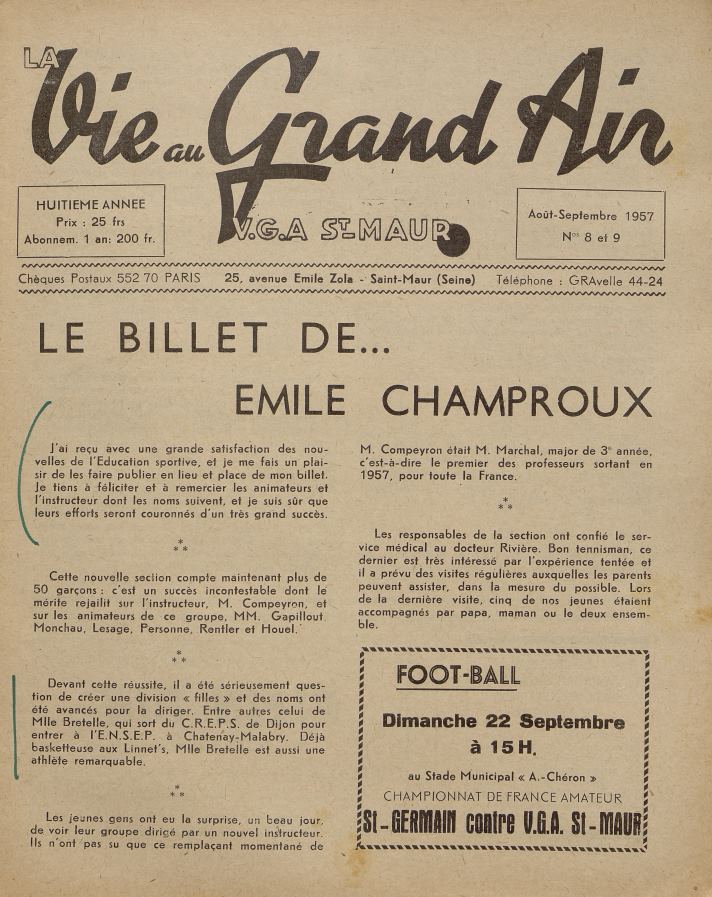 LA
Vie au Grand Air
V.G.A ST-MAUR
HUITIEME ANNEE
Prix : 25 frs
Abonnem. 1 an: 200 fr.
Août-Septembre 1957
Nos 8 et 9
Chèques Postaux 552 70 PARIS 25, avenue Emile Zola - Saint-Maur (Seine) Téléphone : GRAvelle 44-24
LE BILLET DE...
EMILE CHAMPROUX
J'ai reçu avec une grande satisfaction des nou-
velles de l'Education sportive, et je me fais un plai-
sir de les faire publier en lieu et place de mon billet.
Je tiens à féliciter et à remercier les animateurs et
l'instructeur dont les noms suivent, et je suis sûr que
leurs efforts seront couronnés d'un très grand succès.
***
Cette nouvelle section compte maintenant plus de
50 garçons : c'est un succès incontestable dont le
mérite rejailit sur l'instructeur, M. Compeyron, et
sur les animateurs de ce groupe, MM. Gapillout,
Monchau, Lesage, Personne, Rentler et Houel.
***
Devant cette réussite, il a été sérieusement ques-
tion de créer une division « filles » et des noms ont
été avancés pour la diriger. Entre autres celui de
Mlle Bretelle, qui sort du C.R.E.P.S. de Dijon pour
entrer à l'E.N.S.E.P. à Chatenay-Malabry. Déjà
basketteuse aux Linnet's, Mlle Bretelle est aussi une
athlète remarquable.
***
Les jeunes gens ont eu la surprise, un beau jour,
de voir leur groupe dirigé par un nouvel instructeur.
Ils n'ont pas su que ce remplaçant momentané de
M. Compeyron était M. Marchal, major de 3e année,
c'est-à-dire le premier des professeurs sortant en
1957, pour toute la France.
***
Les responsables de la section ont confié le ser-
vice médical au docteur Rivière. Bon tennisman, ce
dernier est très intéressé par l'expérience tentée et
il a prévu des visites régulières auxquelles les parents
peuvent assister, dans la mesure du possible. Lors
de la dernière visite, cinq de nos jeunes étaient
accompagnés par papa, maman ou le deux ensem-
ble.
FOOT-BALL
Dimanche 22 Septembre
à 15 H.
au Stade Municipal « A.-Chéron »
CHAMPIONNAT DE FRANCE AMATEUR
St-GERMAIN contre V.G.A. St-MAUR